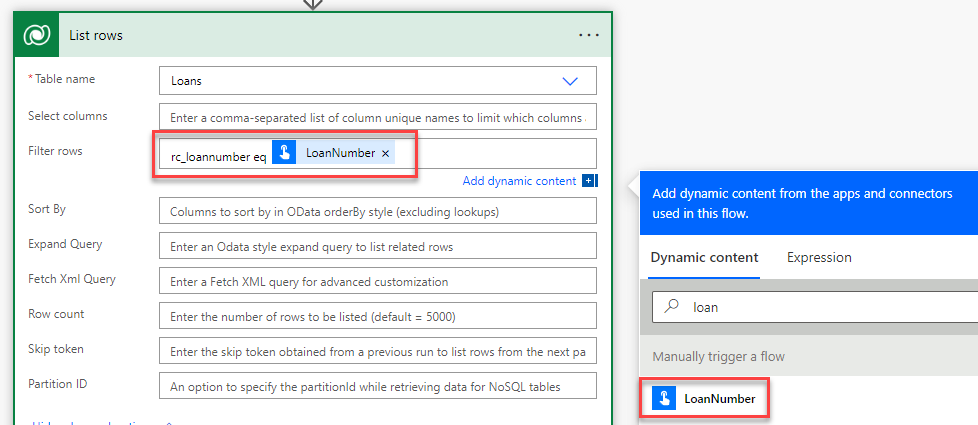 List rows
* Table name
Loans
Select columns
Enter a comma-separated list of column unique names to limit which columns
Filter rows
rc_loannumber eq LoanNumber ×
Add dynamic content
Sort By
Columns to sort by in OData orderBy style (excluding lookups)
Expand Query
Enter an Odata style expand query to list related rows
Fetch Xml Query
Enter a Fetch XML query for advanced customization
Row count
Enter the number of rows to be listed (default = 5000)
Skip token
Enter the skip token obtained from a previous run to list rows from the next pa
Partition ID
An option to specify the partitionId while retrieving data for NoSQL tables
Add dynamic content from the apps and connectors
used in this flow.
Dynamic content
Expression
loan
Manually trigger a flow
LoanNumber